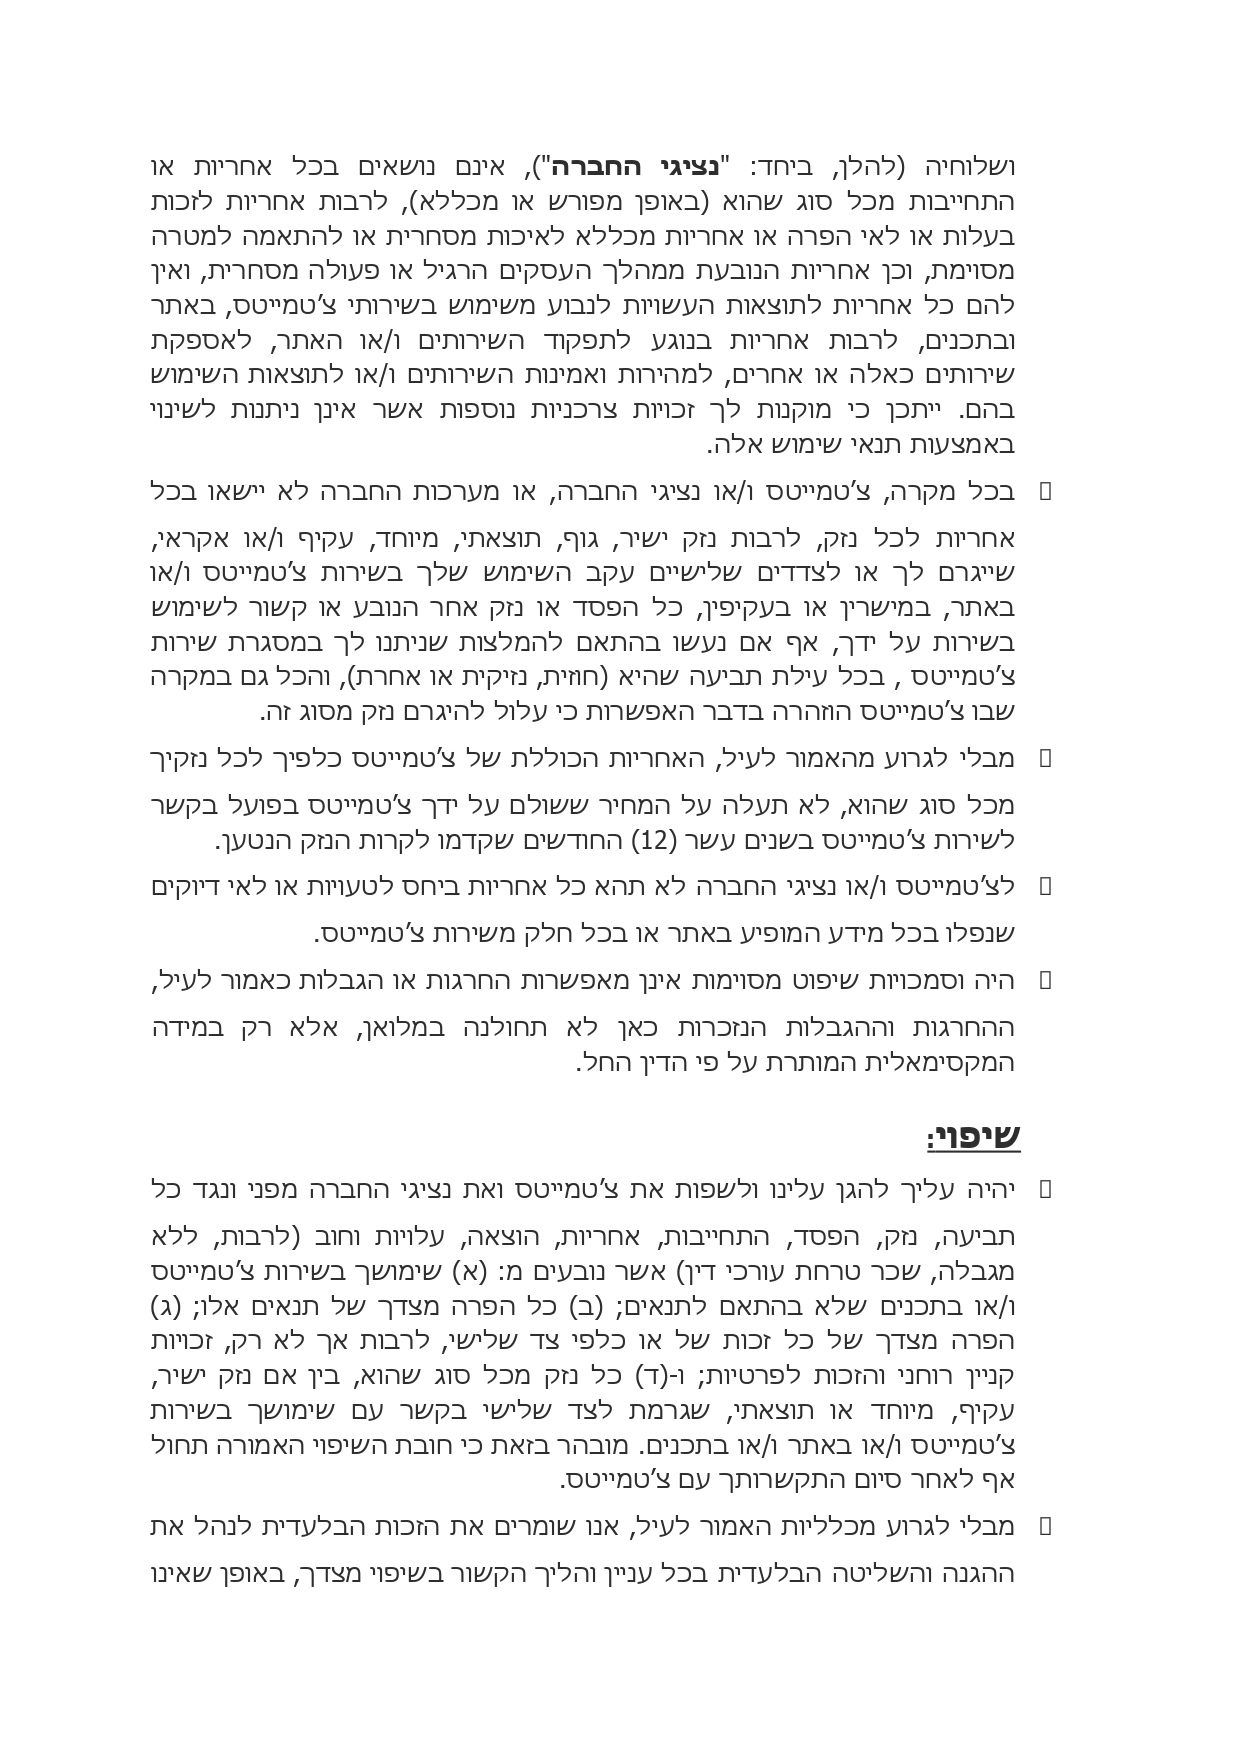 ושלוחיה (להלן, ביחד: "נציגי החברה"), אינם נושאים בכל אחריות או
התחייבות מכל סוג שהוא (באופן מפורש או מכללא), לרבות אחריות לזכות
בעלות או לאי הפרה או אחריות מכללא לאיכות מסחרית או להתאמה למטרה
מסוימת, וכן אחריות הנובעת ממהלך העסקים הרגיל או פעולה מסחרית, ואין
להם כל אחריות לתוצאות העשויות לנבוע משימוש בשירותי צ'טמייטס, באתר
ובתכנים, לרבות אחריות בנוגע לתפקוד השירותים ו/או האתר, לאספקת
שירותים כאלה או אחרים, למהירות ואמינות השירותים ו/או לתוצאות השימוש
בהם. ייתכן כי מוקנות לך זכויות צרכניות נוספות אשר אינן ניתנות לשינוי
באמצעות תנאי שימוש אלה.
▯ בכל מקרה, צ'טמייטס ו/או נציגי החברה, או מערכות החברה לא יישאו בכל
אחריות לכל נזק, לרבות נזק ישיר, גוף, תוצאתי, מיוחד, עקיף ו/או אקראי,
שייגרם לך או לצדדים שלישיים עקב השימוש שלך בשירות צ'טמייטס ו/או
באתר, במישרין או בעקיפין, כל הפסד או נזק אחר הנובע או קשור לשימוש
בשירות על ידך, אף אם נעשו בהתאם להמלצות שניתנו לך במסגרת שירות
צ'טמייטס , בכל עילת תביעה שהיא (חוזית, נזיקית או אחרת), והכל גם במקרה
שבו צ'טמייטס הוזהרה בדבר האפשרות כי עלול להיגרם נזק מסוג זה.
▯ מבלי לגרוע מהאמור לעיל, האחריות הכוללת של צ'טמייטס כלפיך לכל נזקיך
מכל סוג שהוא, לא תעלה על המחיר ששולם על ידך צ'טמייטס בפועל בקשר
לשירות צ'טמייטס בשנים עשר (12) החודשים שקדמו לקרות הנזק הנטען.
▯ לצ'טמייטס ו/או נציגי החברה לא תהא כל אחריות ביחס לטעויות או לאי דיוקים
שנפלו בכל מידע המופיע באתר או בכל חלק משירות צ'טמייטס.
▯ היה וסמכויות שיפוט מסוימות אינן מאפשרות החרגות או הגבלות כאמור לעיל,
ההחרגות וההגבלות הנזכרות כאן לא תחולנה במלואן, אלא רק במידה
המקסימאלית המותרת על פי הדין החל.
שיפוי:
▯ יהיה עליך להגן עלינו ולשפות את צ'טמייטס ואת נציגי החברה מפני ונגד כל
תביעה, נזק, הפסד, התחייבות, אחריות, הוצאה, עלויות וחוב (לרבות, ללא
מגבלה, שכר טרחת עורכי דין) אשר נובעים מ: (א) שימושך בשירות צ'טמייטס
ו/או בתכנים שלא בהתאם לתנאים; (ב) כל הפרה מצדך של תנאים אלו; (ג)
הפרה מצדך של כל זכות של או כלפי צד שלישי, לרבות אך לא רק, זכויות
קניין רוחני והזכות לפרטיות; ו-(ד) כל נזק מכל סוג שהוא, בין אם נזק ישיר,
עקיף, מיוחד או תוצאתי, שגרמת לצד שלישי בקשר עם שימושך בשירות
צ'טמייטס ו/או באתר ו/או בתכנים. מובהר בזאת כי חובת השיפוי האמורה תחול
אף לאחר סיום התקשרותך עם צ'טמייטס.
▯ מבלי לגרוע מכלליות האמור לעיל, אנו שומרים את הזכות הבלעדית לנהל את
ההגנה והשליטה הבלעדית בכל עניין והליך הקשור בשיפוי מצדך, באופן שאינו